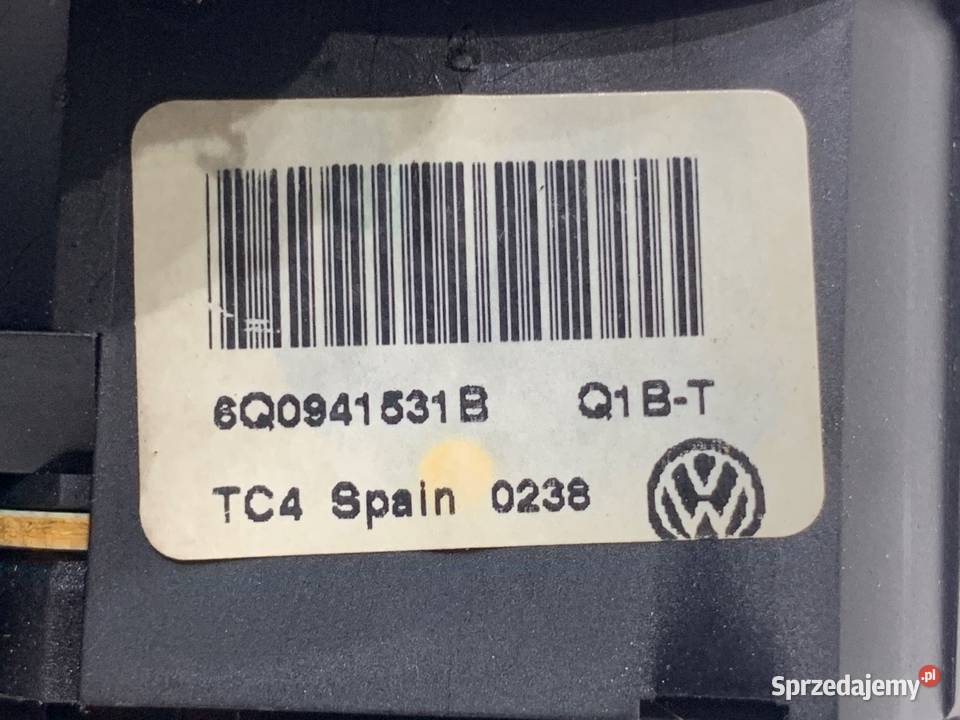 6Q0941531B Q1B-T
TC4 Spain 0238
Sprzedajemy.pl